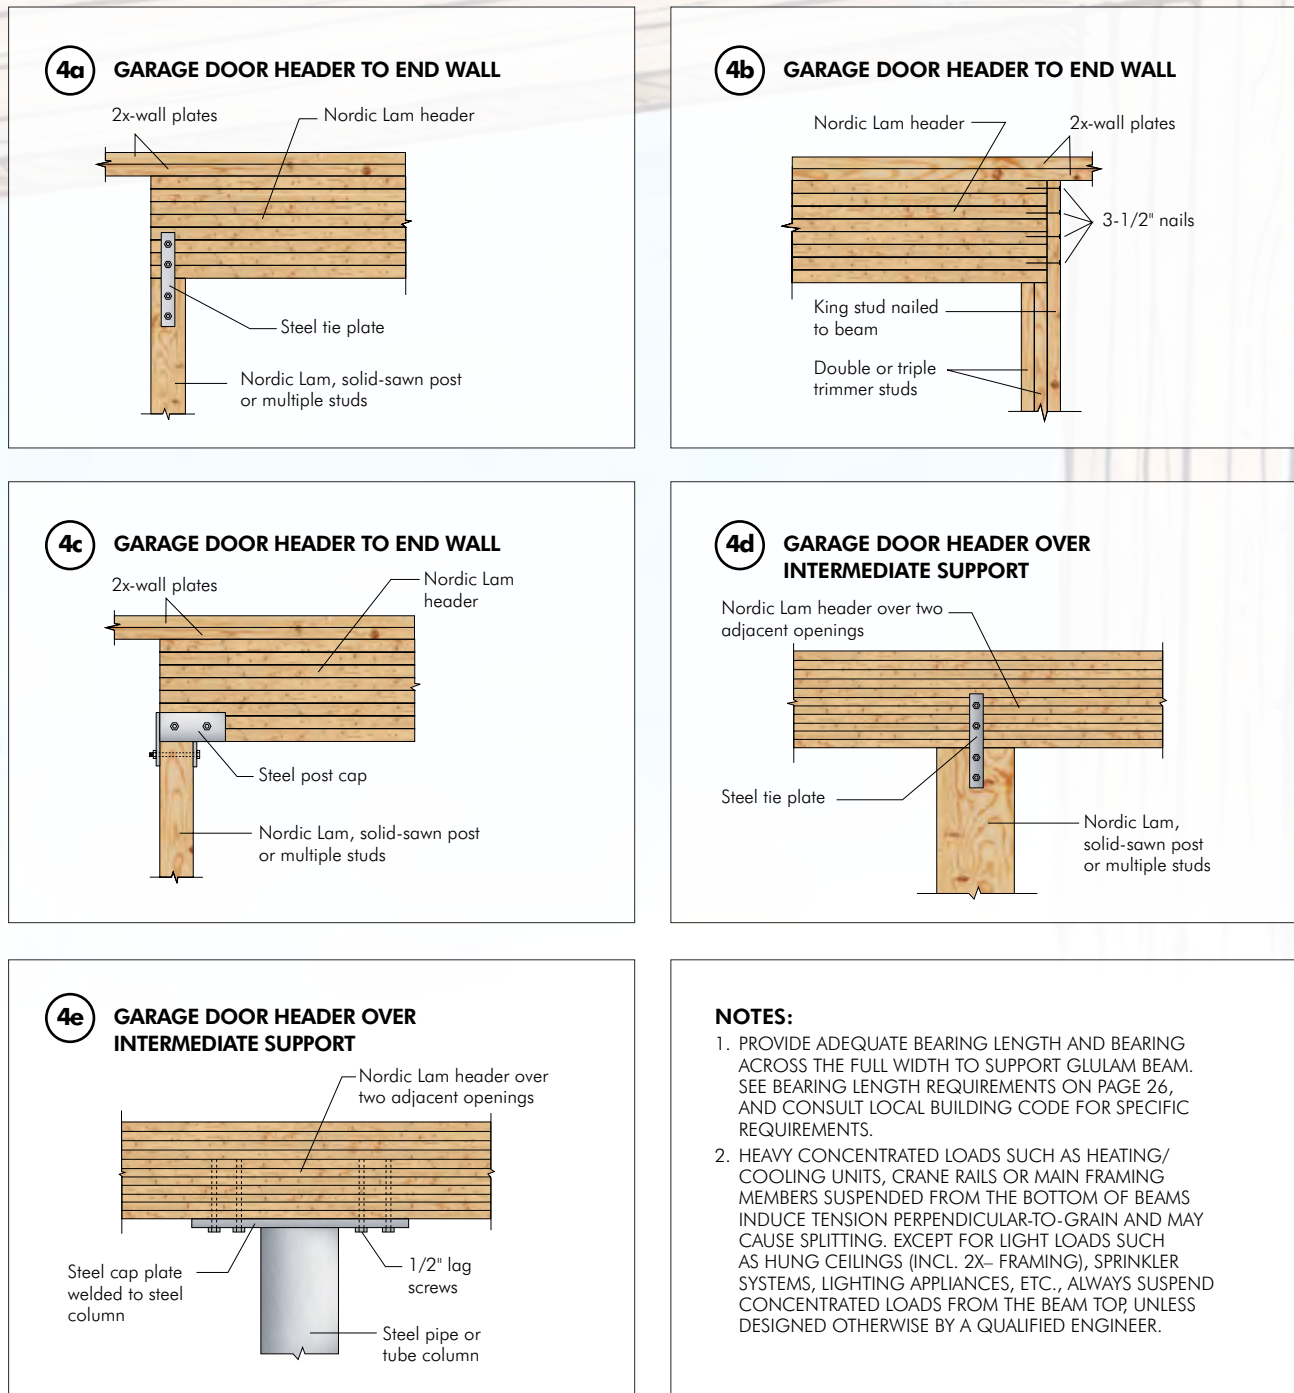 4a GARAGE DOOR HEADER TO END WALL
2x-wall plates
Nordic Lam header
Steel tie plate
Nordic Lam, solid-sawn post
or multiple studs
4b GARAGE DOOR HEADER TO END WALL
Nordic Lam header
2x-wall plates
3-1/2" nails
King stud nailed
to beam
Double or triple
trimmer studs
4c GARAGE DOOR HEADER TO END WALL
2x-wall plates
Nordic Lam
header
Steel post cap
Nordic Lam, solid-sawn post
or multiple studs
4d GARAGE DOOR HEADER OVER
INTERMEDIATE SUPPORT
Nordic Lam header over two
adjacent openings
Steel tie plate
Nordic Lam,
solid-sawn post
or multiple studs
4e GARAGE DOOR HEADER OVER
INTERMEDIATE SUPPORT
Nordic Lam header over
two adjacent openings
Steel cap plate
welded to steel
column
1/2" lag
screws
Steel pipe or
tube column
NOTES:
1. PROVIDE ADEQUATE BEARING LENGTH AND BEARING
ACROSS THE FULL WIDTH TO SUPPORT GLULAM BEAM.
SEE BEARING LENGTH REQUIREMENTS ON PAGE 26,
AND CONSULT LOCAL BUILDING CODE FOR SPECIFIC
REQUIREMENTS.
2. HEAVY CONCENTRATED LOADS SUCH AS HEATING/
COOLING UNITS, CRANE RAILS OR MAIN FRAMING
MEMBERS SUSPENDED FROM THE BOTTOM OF BEAMS
INDUCE TENSION PERPENDICULAR-TO-GRAIN AND MAY
CAUSE SPLITTING. EXCEPT FOR LIGHT LOADS SUCH
AS HUNG CEILINGS (INCL. 2X– FRAMING), SPRINKLER
SYSTEMS, LIGHTING APPLIANCES, ETC., ALWAYS SUSPEND
CONCENTRATED LOADS FROM THE BEAM TOP, UNLESS
DESIGNED OTHERWISE BY A QUALIFIED ENGINEER.